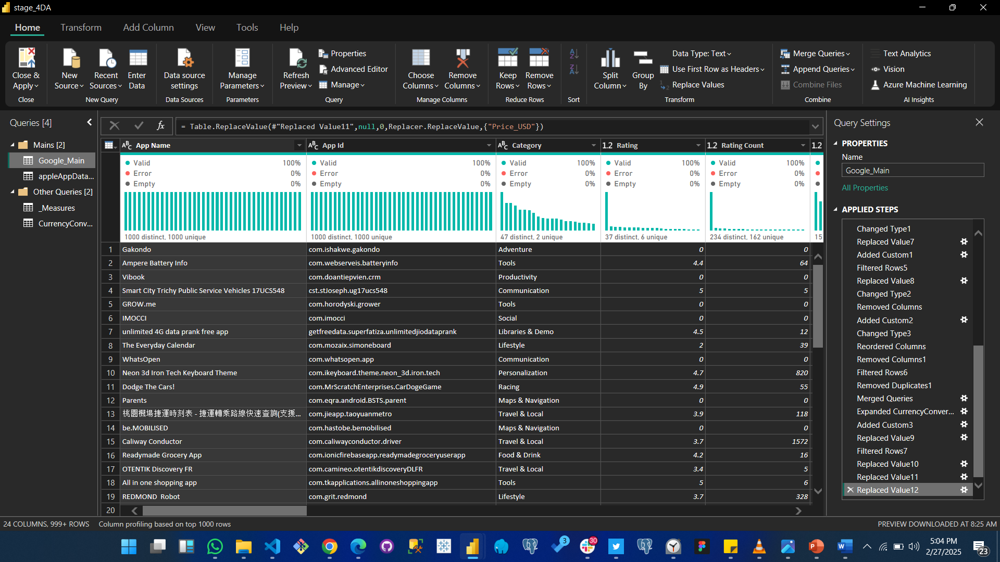 stage_4DA
Home
Transform
Add Column
View
Tools
Help
Close &
Apply
Close
New
Source
Recent
Sources
Enter
Data
New Query
Data source
settings
Data Sources
Manage
Parameters
Parameters
Refresh
Preview
Properties
Advanced Editor
Manage
Query
Choose
Columns
Remove
Columns
Manage Columns
Keep
Rows
Remove
Rows
Reduce Rows
Sort
Split
Column
Group
By
Data Type: Text
Use First Row as Headers
Replace Values
Transform
Merge Queries
Append Queries
Combine Files
Combine
Text Analytics
Vision
Azure Machine Learning
AI Insights
Queries [4]
Mains [2]
Google_Main
appleAppData...
Other Queries [2]
_Measures
CurrencyConv...
fx
= Table.ReplaceValue(#"Replaced Value11",null,0,Replacer.ReplaceValue,{"Price_USD"})
ABC App Name
ABC App Id
ABC Category
1.2 Rating
1.2 Rating Count
1.2
Valid 100% Valid 100% Valid 100% Valid 100% Valid 100%
Error 0% Error 0% Error 0% Error 0% Error 0%
Empty 0% Empty 0% Empty 0% Empty 0% Empty 0%
1000 distinct, 1000 unique
1000 distinct, 1000 unique
47 distinct, 2 unique
37 distinct, 6 unique
234 distinct, 162 unique
15
1 Gakondo com.ishakwe.gakondo Adventure 0 0
2 Ampere Battery Info com.webserveis.batteryinfo Tools 4.4 64
3 Vibook com.doantiepvien.crm Productivity 0 0
4 Smart City Trichy Public Service Vehicles 17UCS548 cst.stJoseph.ug17ucs548 Communication 5 5
5 GROW.me com.horodyski.grower Tools 0 0
6 IMOCCI com.imocci Social 0 0
7 unlimited 4G data prank free app getfreedata.superfatiza.unlimitedjiodataprank Libraries & Demo 4.5 12
8 The Everyday Calendar com.mozaix.simoneboard Lifestyle 2 39
9 WhatsOpen com.whatsopen.app Communication 0 0
10 Neon 3d Iron Tech Keyboard Theme com.ikeyboard.theme.neon_3d.iron.tech Personalization 4.7 820
11 Dodge The Cars! com.MrScratchEnterprises.CarDogeGame Racing 4.9 55
12 Parents com.eqra.android.BSTS.parent Maps & Navigation 0 0
13 桃園機場捷運時刻表 - 捷運轉乘路線快速查詢(支援... com.jieapp.taoyuanmetro Travel & Local 3.9 118
14 be.MOBILISED com.hastobe.bemobilised Maps & Navigation 0 0
15 Caliway Conductor com.caliwayconductor.driver Travel & Local 3.7 1572
16 Readymade Grocery App com.ionicfirebaseapp.readymadegroceryuserapp Food & Drink 4.2 16
17 OTENTIK Discovery FR com.camineo.otentikdiscoveryDLFR Travel & Local 3.4 5
18 All in one shopping app com.tkapplications.allinoneshoppingapp Tools 5 6
19 REDMOND Robot com.grit.redmond Lifestyle 3.7 328
20
Query Settings
PROPERTIES
Name
Google_Main
All Properties
APPLIED STEPS
Changed Type1
Replaced Value7
Added Custom1
Filtered Rows5
Replaced Value8
Changed Type2
Removed Columns
Added Custom2
Changed Type3
Reordered Columns
Removed Columns1
Filtered Rows6
Removed Duplicates1
Merged Queries
Expanded CurrencyConver...
Added Custom3
Replaced Value9
Filtered Rows7
Replaced Value10
Replaced Value11
Replaced Value12
24 COLUMNS, 999+ ROWS
Column profiling based on top 1000 rows
PREVIEW DOWNLOADED AT 8:25 AM
3
30
5:04 PM
2/27/2025
23